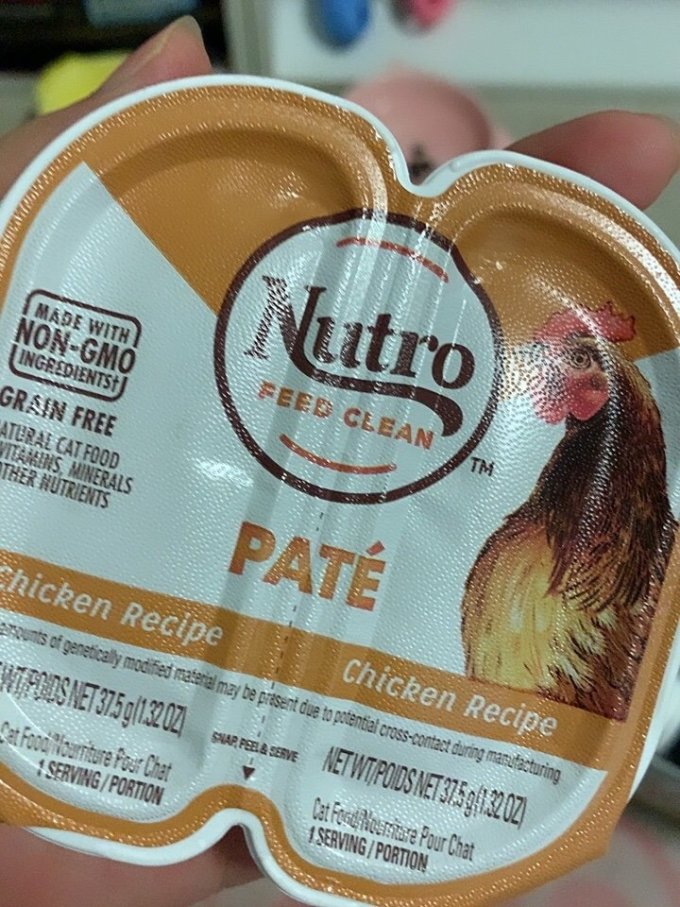 MADE WITH
NON-GMO
INGREDIENTS†
GRAIN FREE
ATURAL CAT FOOD
VITAMINS, MINERALS
THER NUTRIENTS
Nutro
FEED CLEAN
TM
PATÉ
Chicken Recipe
Chicken Recipe
amounts of genetically modified material may be present due to potential cross-contact during manufacturing
WT/POIDS NET 37.5 g (1.32 OZ)
Cat Food/Nourriture Pour Chat
1 SERVING / PORTION
SNAP, PEEL & SERVE
NET WT/POIDS NET 37.5 g (1.32 OZ)
Cat Food/Nourriture Pour Chat
1 SERVING / PORTION